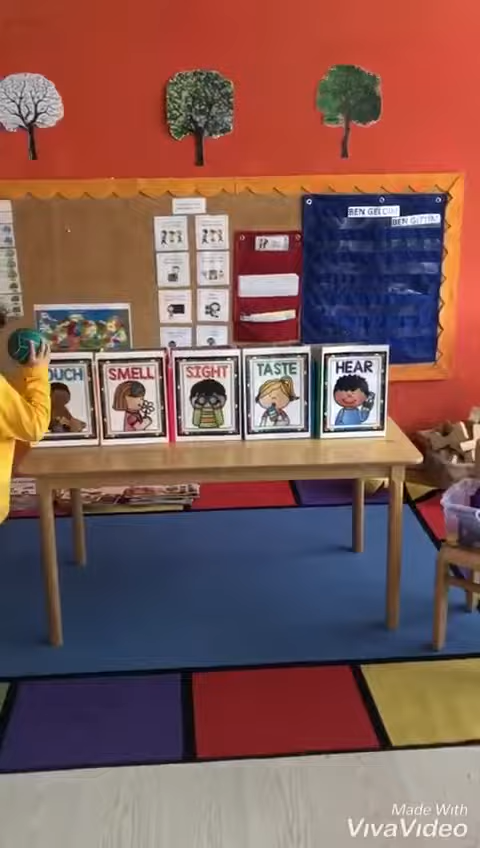 BEN GELDİM
BEN GİTTİM
OUCH
SMELL
SIGHT
TASTE
HEAR
Made With
VivaVideo